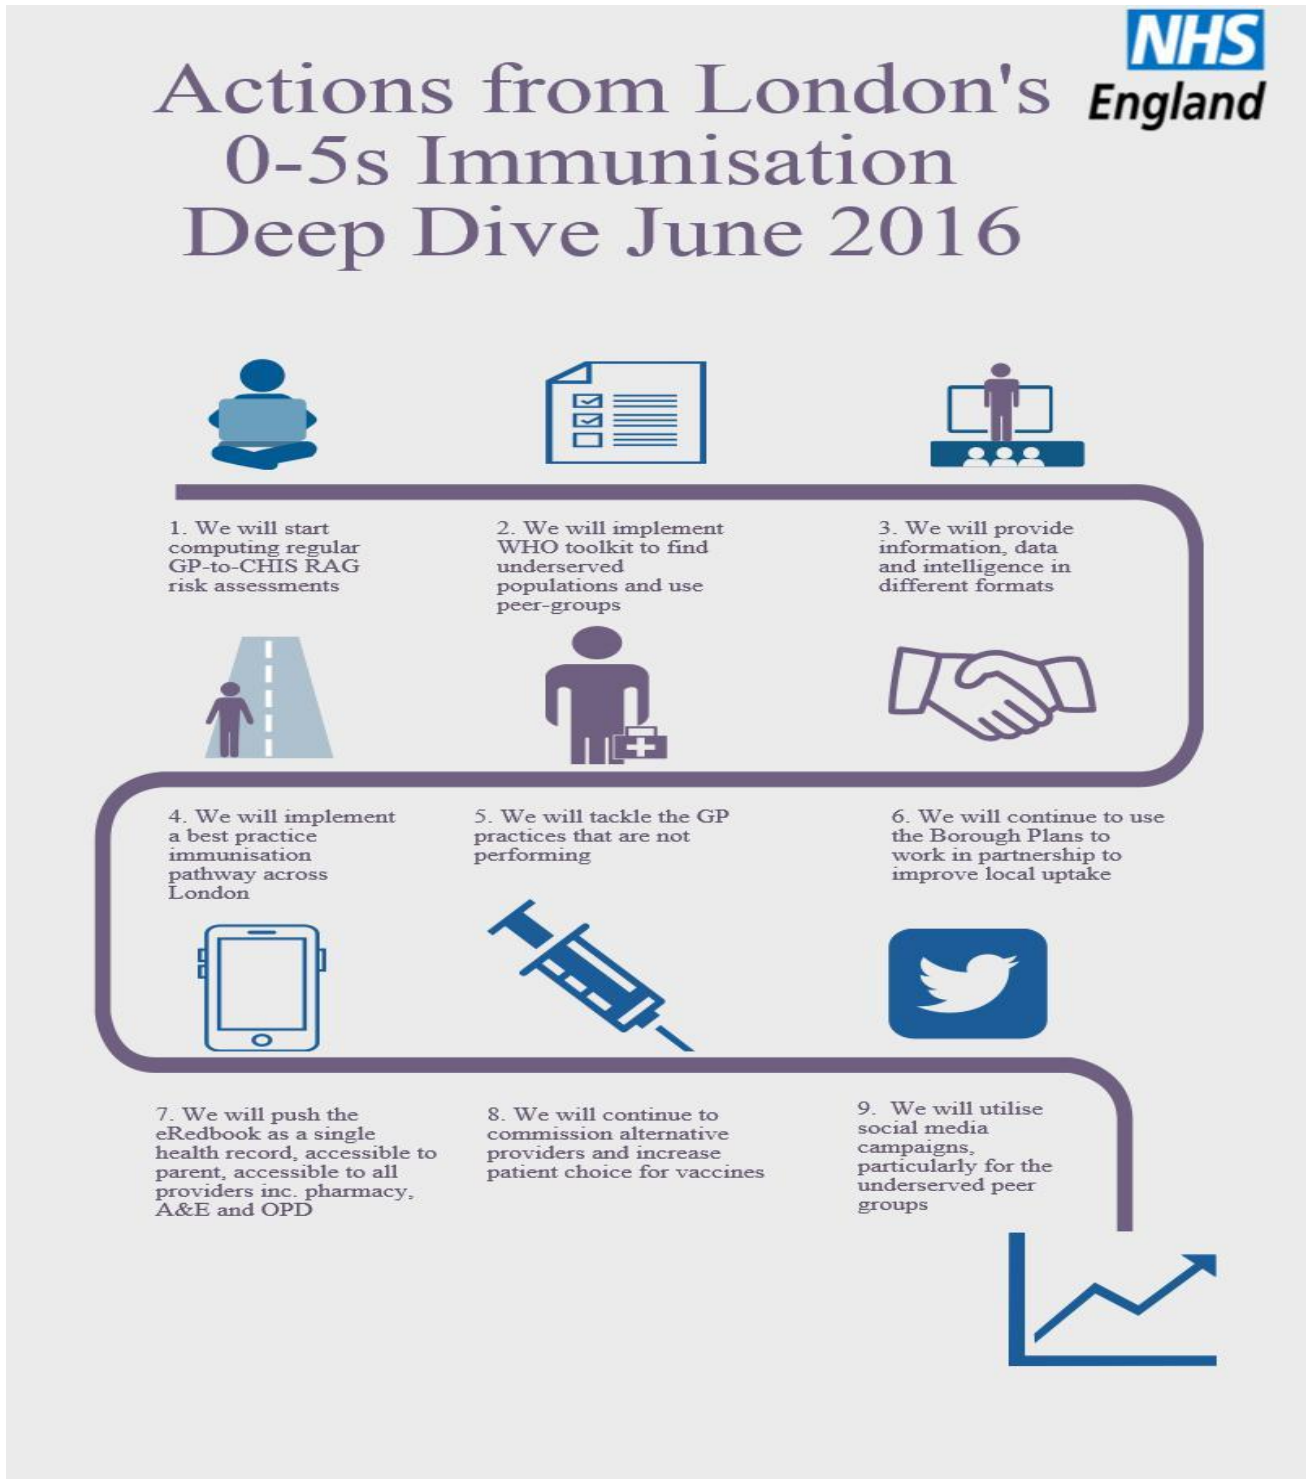 NHS
England
Actions from London's
0-5s Immunisation
Deep Dive June 2016
1. We will start
computing regular
GP-to-CHIS RAG
risk assessments
2. We will implement
WHO toolkit to find
underserved
populations and use
peer-groups
3. We will provide
information, data
and intelligence in
different formats
4. We will implement
a best practice
immunisation
pathway across
London
5. We will tackle the GP
practices that are not
performing
6. We will continue to use
the Borough Plans to
work in partnership to
improve local uptake
7. We will push the
eRedbook as a single
health record, accessible to
parent, accessible to all
providers inc. pharmacy,
A&E and OPD
8. We will continue to
commission alternative
providers and increase
patient choice for vaccines
9. We will utilise
social media
campaigns,
particularly for the
underserved peer
groups